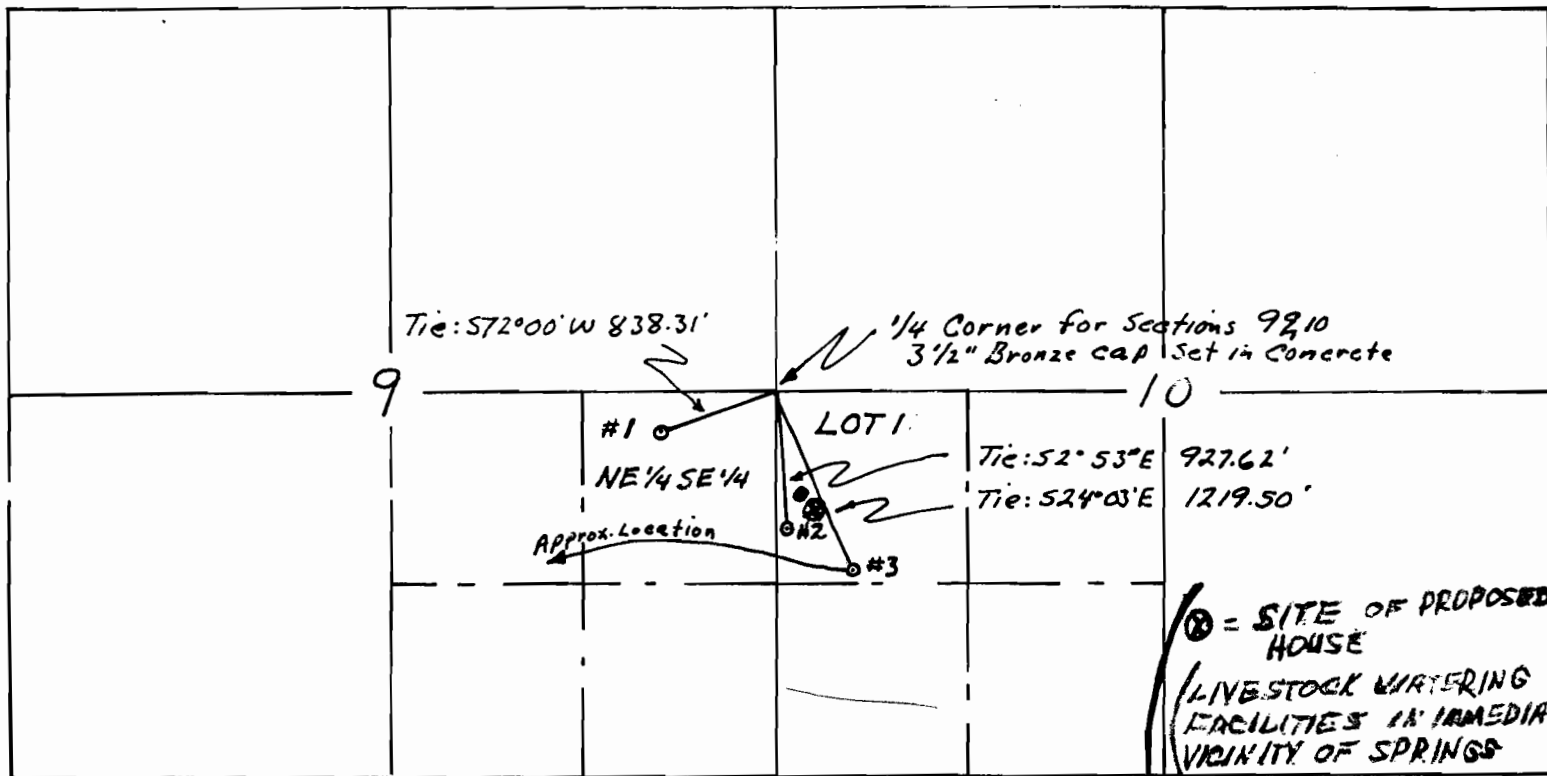 Tie: S72°00' W 838.31'
1/4 Corner for Sections 9&10
3 1/2" Bronze cap set in Concrete
9
10
#1
LOT 1
NE 1/4 SE 1/4
Tie: S2° 53' E 927.62'
Tie: S24°03' E 1219.50'
#2
Approx. Location
#3
= SITE OF PROPOSED
HOUSE
LIVESTOCK WATERING
FACILITIES IN IMMEDIA
VICINITY OF SPRINGS